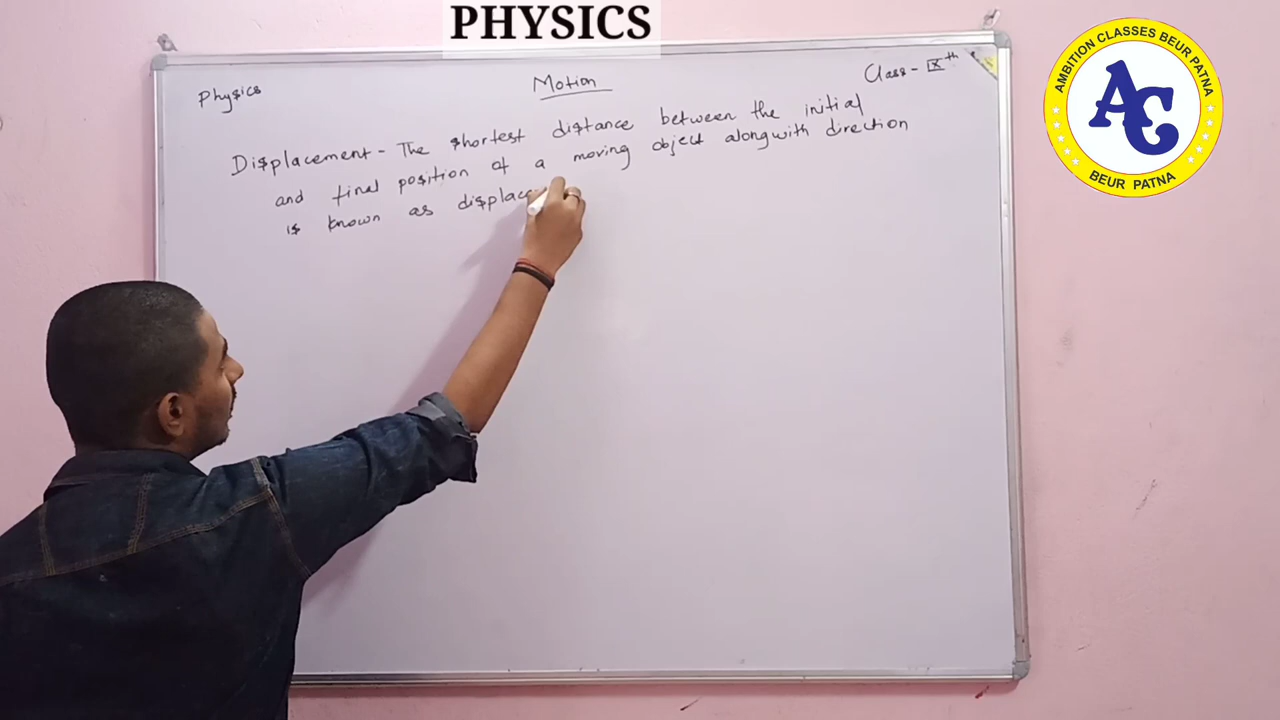 PHYSICS
Physics
Motion
Class - IXth
Displacement - The shortest distance between the initial
and final position of a moving object alongwith direction
is known as displace
AMBITION CLASSES BEUR PATNA
AC
BEUR PATNA